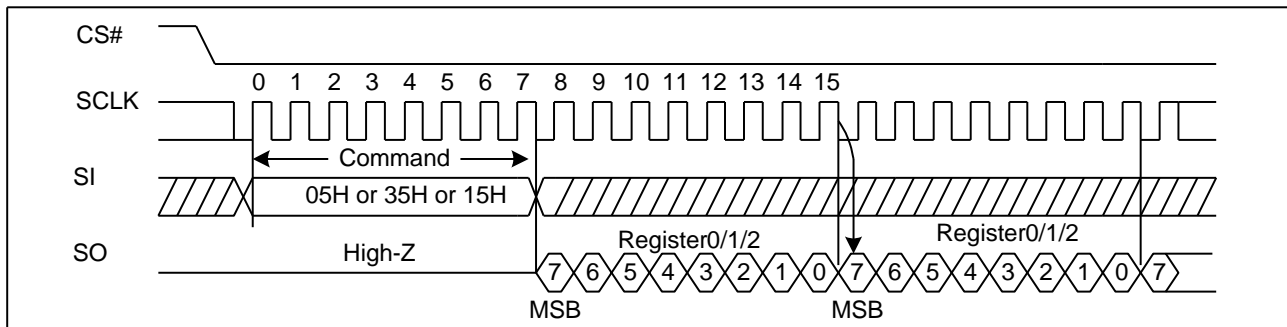 CS#
0 1 2 3 4 5 6 7 8 9 10 11 12 13 14 15
SCLK
Command
SI
05H or 35H or 15H
Register0/1/2 Register0/1/2
SO
High-Z
7 6 5 4 3 2 1 0 7 6 5 4 3 2 1 0 7
MSB MSB